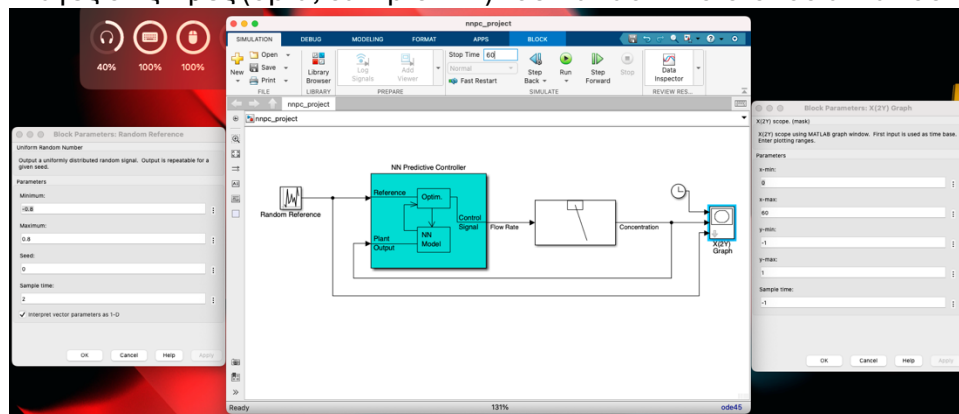 40% 100% 100%
nnpc_project
SIMULATION DEBUG MODELING FORMAT APPS BLOCK
New
Open
Save
Print
FILE
Library
Browser
LIBRARY
Log
Signals
Add
Viewer
PREPARE
Stop Time 60
Normal
Fast Restart
Step
Back
Run
Step
Forward
Stop
SIMULATE
Data
Inspector
REVIEW RES...
nnpc_project
nnpc_project
Block Parameters: Random Reference
Uniform Random Number
Output a uniformly distributed random signal. Output is repeatable for a
given seed.
Parameters
Minimum:
-0.8
Maximum:
0.8
Seed:
0
Sample time:
2
Interpret vector parameters as 1-D
OK Cancel Help Apply
NN Predictive Controller
Reference
Optim.
Control
Signal
Plant
Output
NN
Model
Random Reference
Flow Rate
Concentration
X(2Y)
Graph
Ready 131% ode45
Block Parameters: X(2Y) Graph
X(2Y) scope. (mask)
X(2Y) scope using MATLAB graph window. First input is used as time base.
Enter plotting ranges.
Parameters
x-min:
0
x-max:
60
y-min:
-1
y-max:
1
Sample time:
-1
OK Cancel Help Apply